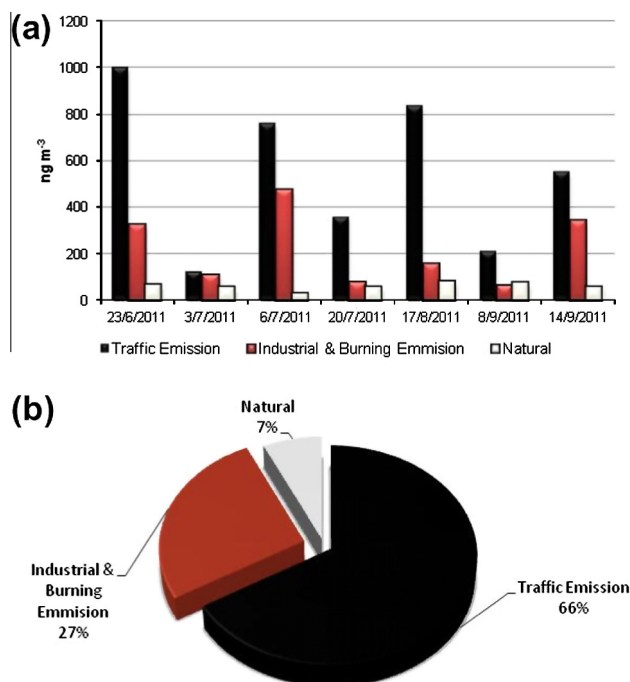 (a)
1200
1000
800
600
400
200
0
ng m-3
23/6/2011 3/7/2011 6/7/2011 20/7/2011 17/8/2011 8/9/2011 14/9/2011
Traffic Emission Industrial & Burning Emmision Natural
(b)
Natural
7%
Industrial &
Burning
Emmision
27%
Traffic Emission
66%